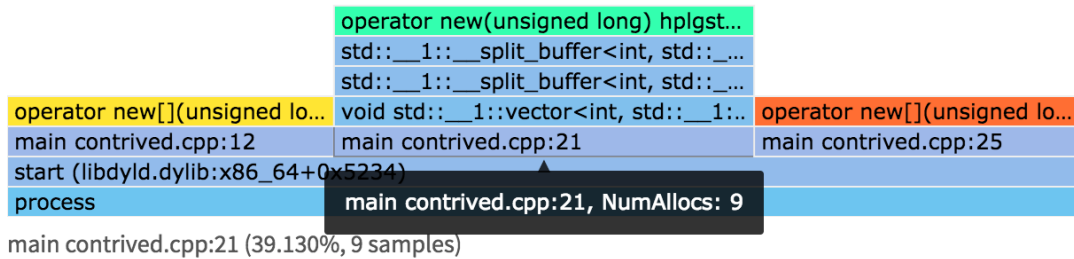 operator new(unsigned long) hplgst...
std::__1::__split_buffer<int, std::_...
std::__1::__split_buffer<int, std::_...
operator new[](unsigned lo... void std::__1::vector<int, std::__1:.. operator new[](unsigned lo...
main contrived.cpp:12 main contrived.cpp:21 main contrived.cpp:25
start (libdyld.dylib:x86_64+0x5234)
process
main contrived.cpp:21, NumAllocs: 9
main contrived.cpp:21 (39.130%, 9 samples)